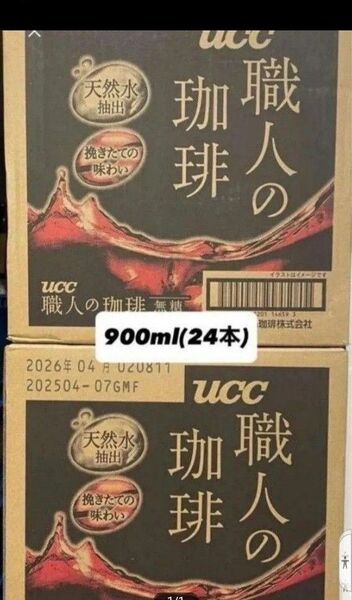 ucc
職人の
珈琲
天然水
抽出
挽きたての
味わい
イラストはイメージです
ucc
職人の珈琲 無糖
珈琲株式会社
900ml(24本)
2026年 04月 020811
202504-07GMF
ucc
職人の
珈琲
天然水
抽出
挽きたての
味わい
1/1